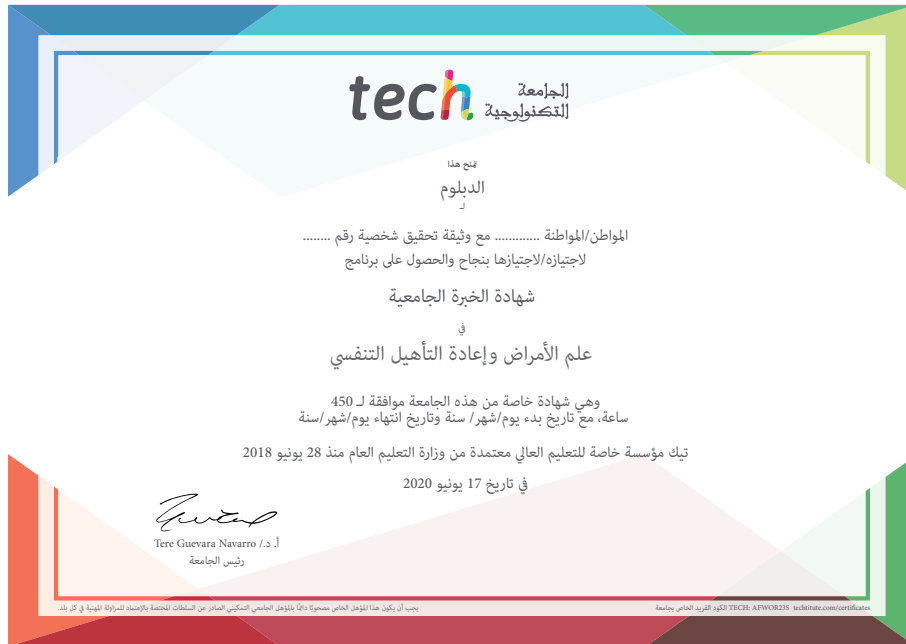 tech الجامعة
التكنولوجية
يمنح هذا
الدبلوم
لـ
المواطن/المواطنة ............. مع وثيقة تحقيق شخصية رقم ........
لاجتيازه/لاجتيازها بنجاح والحصول على برنامج
شهادة الخبرة الجامعية
في
علم الأمراض وإعادة التأهيل التنفسي
وهي شهادة خاصة من هذه الجامعة موافقة لـ 450
ساعة، مع تاريخ بدء يوم/شهر/ سنة وتاريخ انتهاء يوم/شهر/سنة
تيك مؤسسة خاصة للتعليم العالي معتمدة من وزارة التعليم العام منذ 28 يونيو 2018
في تاريخ 17 يونيو 2020
أ. د./ Tere Guevara Navarro
رئيس الجامعة
يجب أن يكون هذا المؤهل الخاص مصحوبًا دائمًا بالمؤهل الجامعي التمكيني الصادر عن السلطات المختصة بالإعتماد للمزاولة المهنية في كل بلد.
الكود الفريد الخاص بجامعة TECH: AFWOR23S techtitute.com/certificates